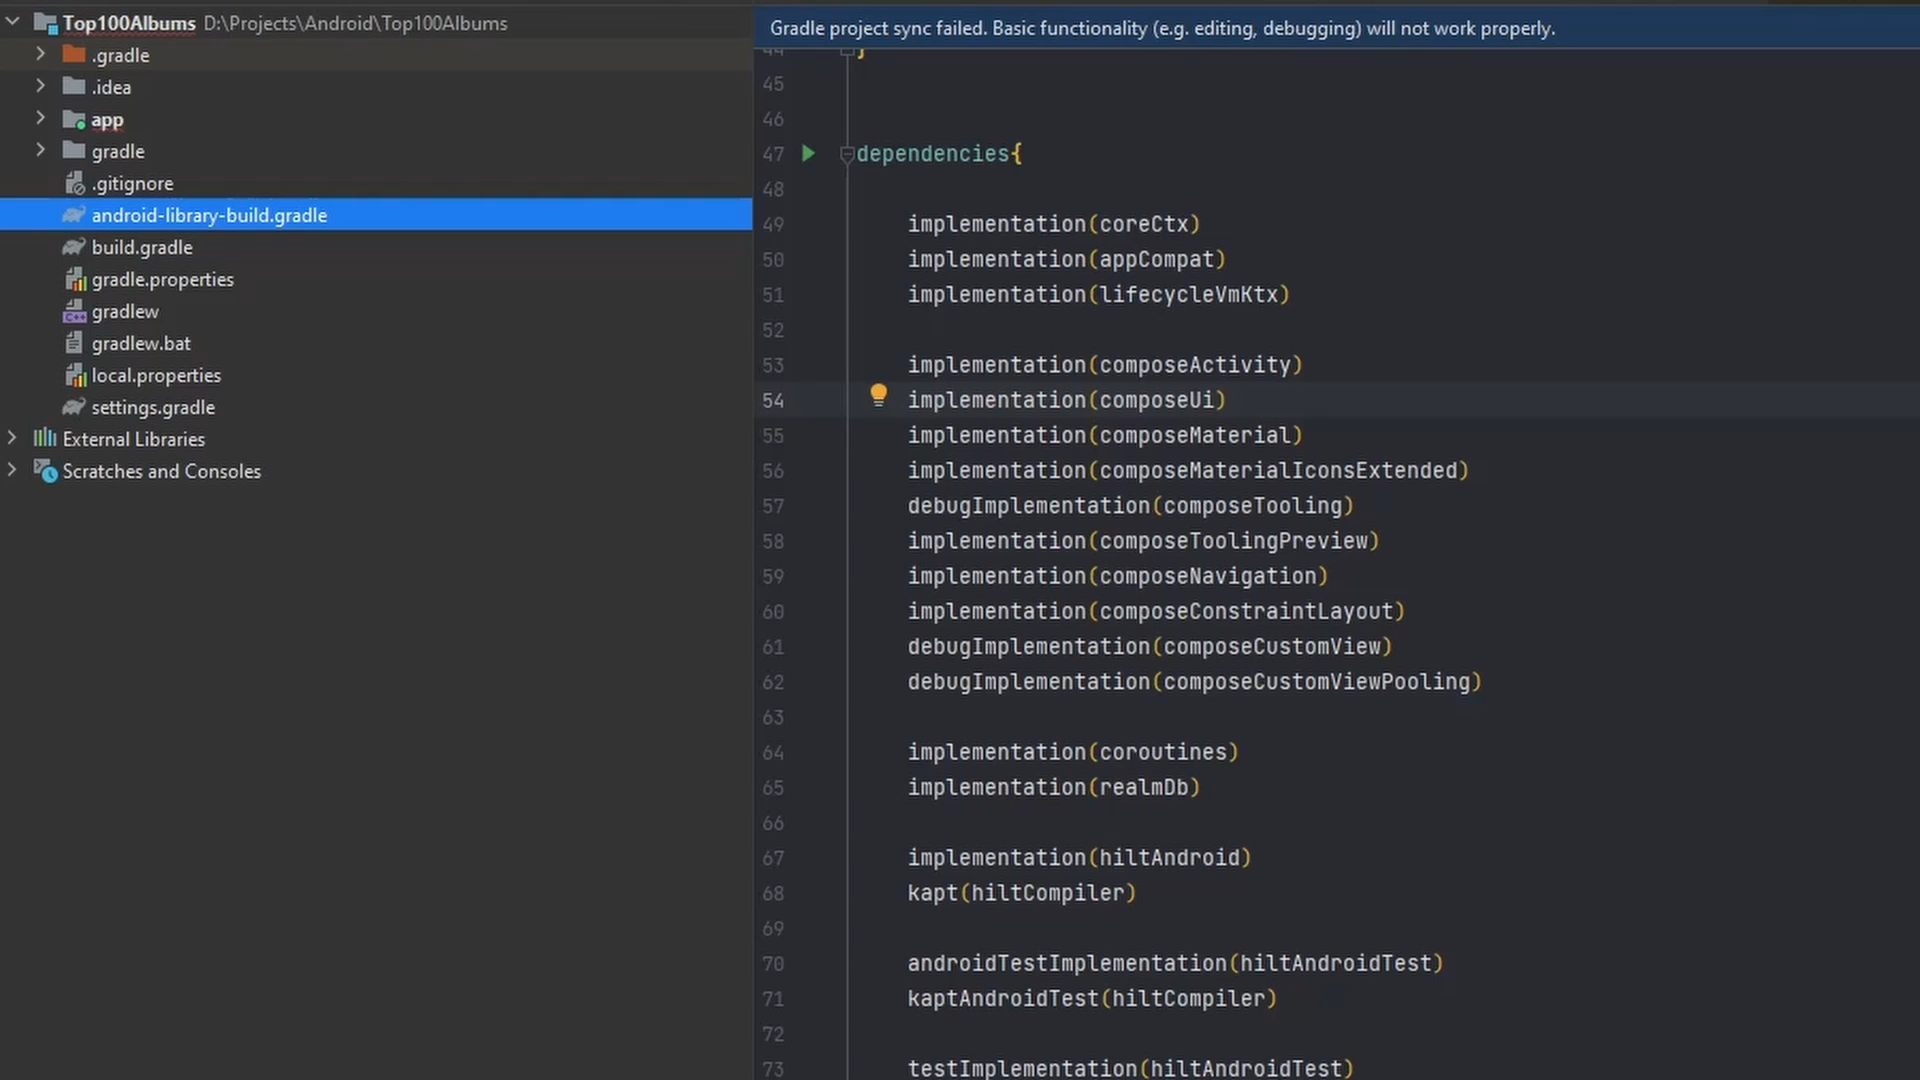 Top100Albums D:\Projects\Android\Top100Albums
.gradle
.idea
app
gradle
.gitignore
android-library-build.gradle
build.gradle
gradle.properties
gradlew
gradlew.bat
local.properties
settings.gradle
External Libraries
Scratches and Consoles
Gradle project sync failed. Basic functionality (e.g. editing, debugging) will not work properly.
44 }
45
46
47 dependencies{
48
49 implementation(coreCtx)
50 implementation(appCompat)
51 implementation(lifecycleVmKtx)
52
53 implementation(composeActivity)
54 implementation(composeUi)
55 implementation(composeMaterial)
56 implementation(composeMaterialIconsExtended)
57 debugImplementation(composeTooling)
58 implementation(composeToolingPreview)
59 implementation(composeNavigation)
60 implementation(composeConstraintLayout)
61 debugImplementation(composeCustomView)
62 debugImplementation(composeCustomViewPooling)
63
64 implementation(coroutines)
65 implementation(realmDb)
66
67 implementation(hiltAndroid)
68 kapt(hiltCompiler)
69
70 androidTestImplementation(hiltAndroidTest)
71 kaptAndroidTest(hiltCompiler)
72
73 testImplementation(hiltAndroidTest)